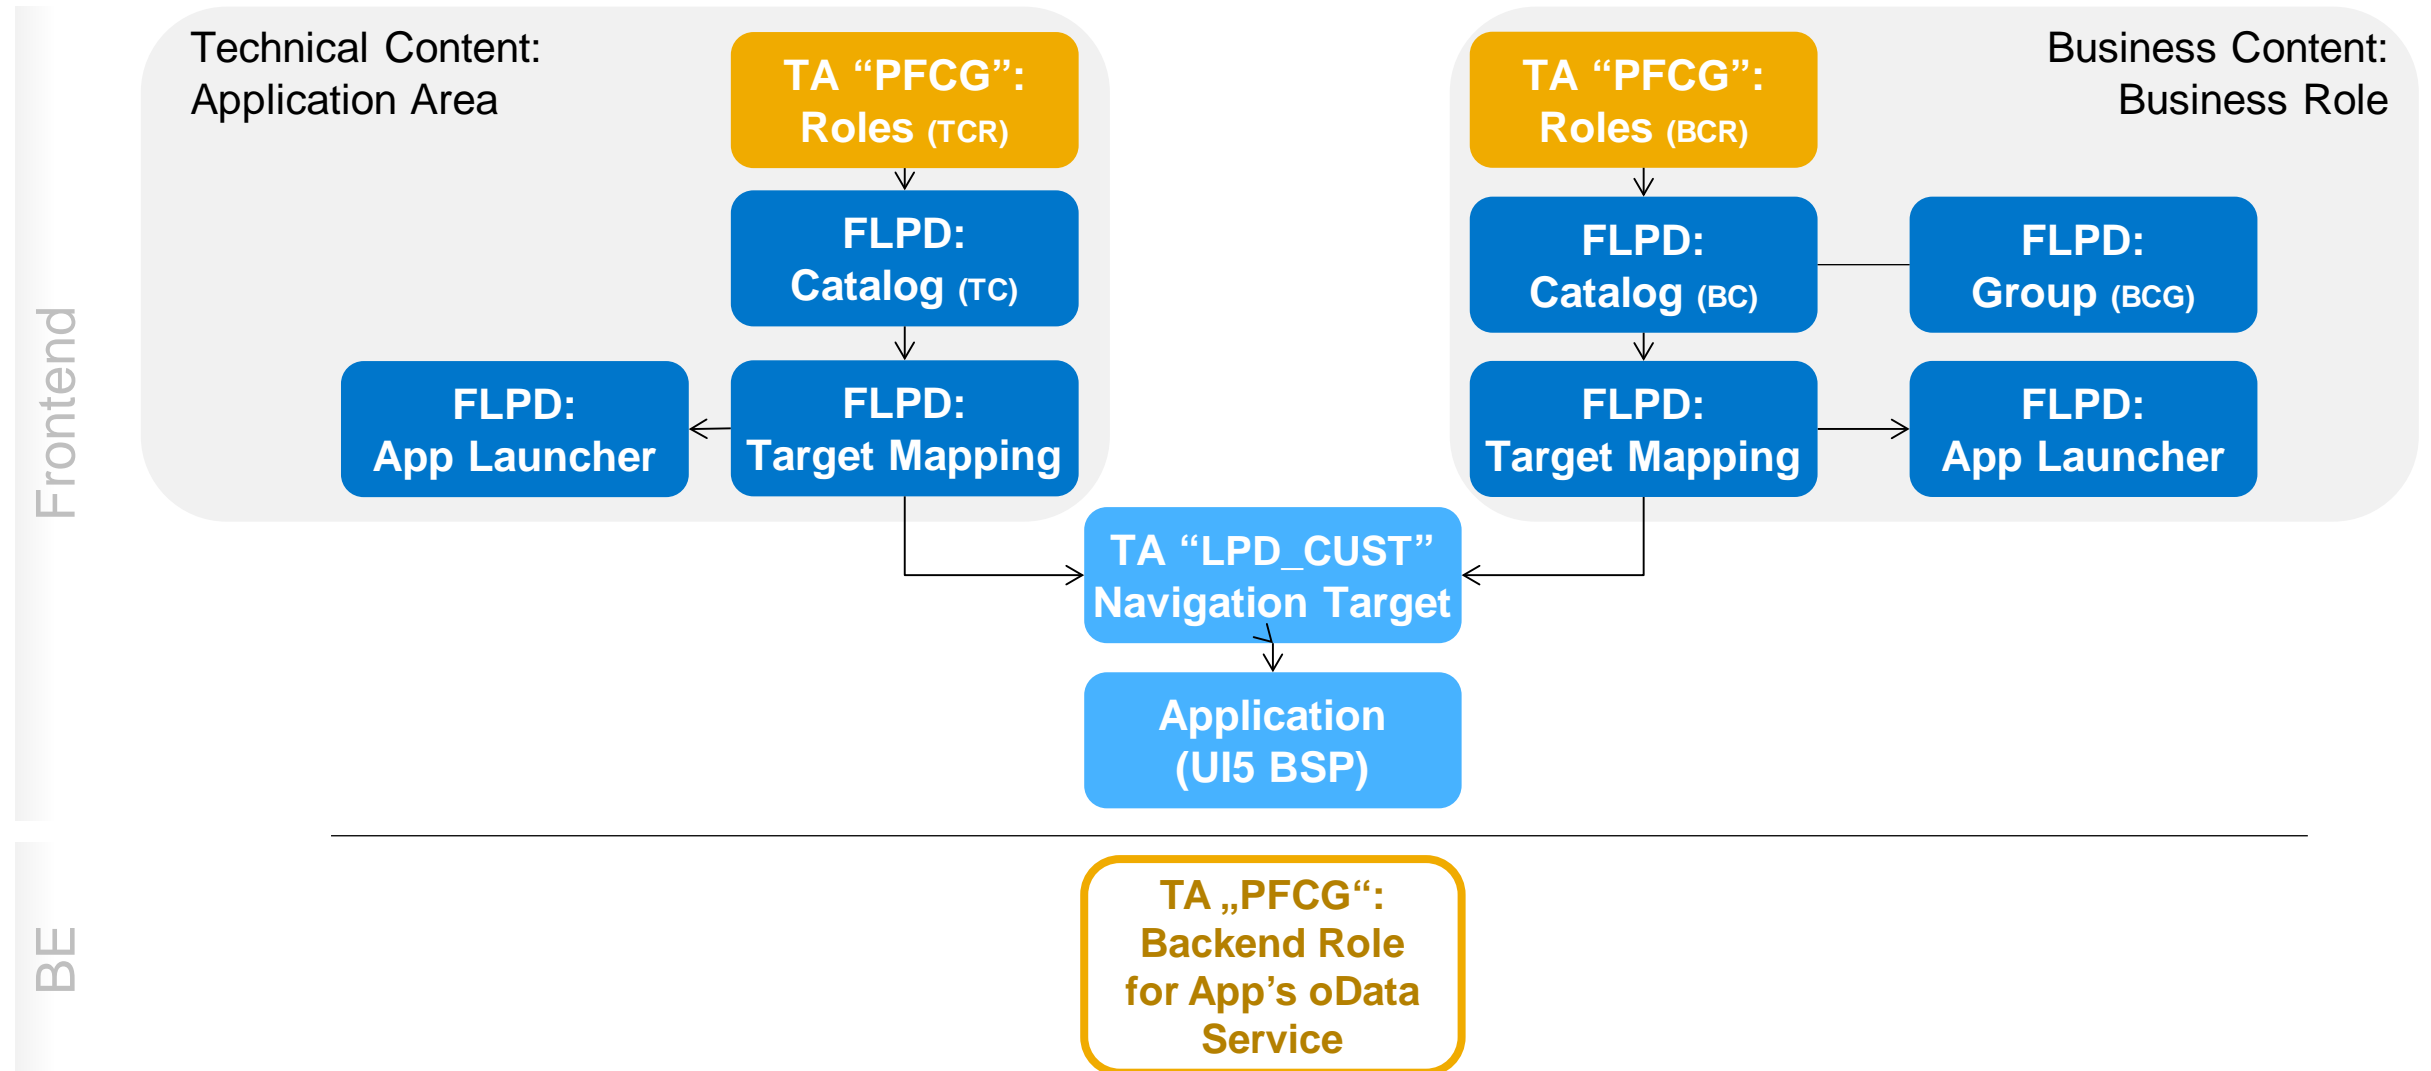 Technical Content:
Application Area
TA “PFCG”:
Roles (TCR)
TA “PFCG”:
Roles (BCR)
Business Content:
Business Role
FLPD:
Catalog (TC)
FLPD:
Catalog (BC)
FLPD:
Group (BCG)
FLPD:
App Launcher
FLPD:
Target Mapping
FLPD:
Target Mapping
FLPD:
App Launcher
Frontend
TA “LPD_CUST”
Navigation Target
Application
(UI5 BSP)
BE
TA „PFCG“:
Backend Role
for App’s oData
Service